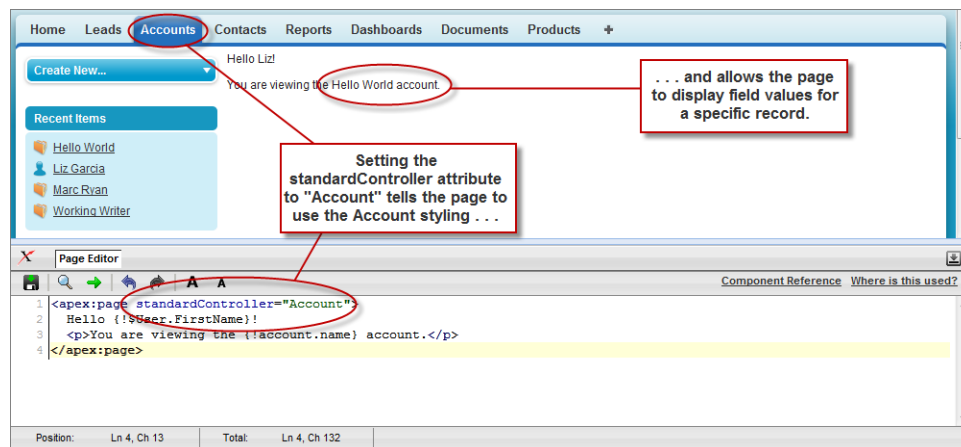 Home Leads Accounts Contacts Reports Dashboards Documents Products +
Create New...
Hello Liz!
You are viewing the Hello World account.
. . . and allows the page
to display field values for
a specific record.
Recent Items
Hello World
Liz Garcia
Marc Ryan
Working Writer
Setting the
standardController attribute
to "Account" tells the page to
use the Account styling . . .
Page Editor
A A
Component Reference Where is this used?
1 <apex:page standardController="Account">
2 Hello {!$User.FirstName}!
3 <p>You are viewing the {!account.name} account.</p>
4 </apex:page>
Position: Ln 4, Ch 13 Total: Ln 4, Ch 132